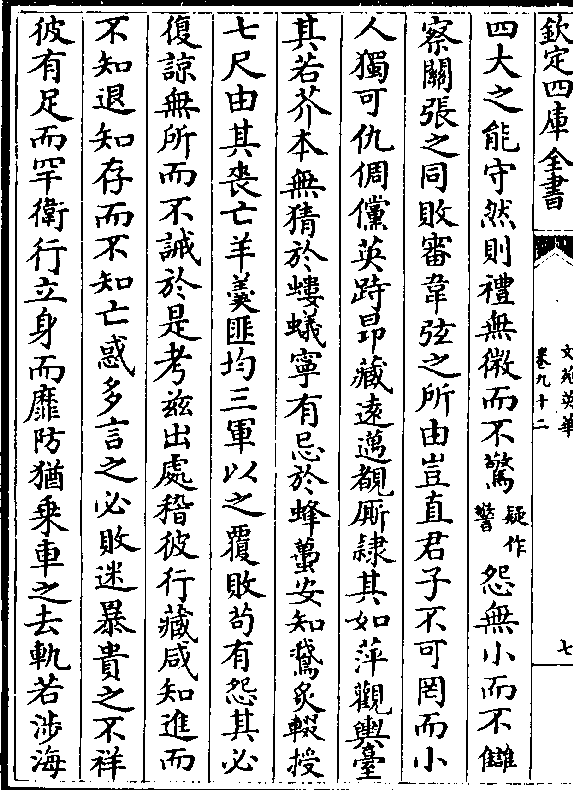 欽定四庫全書
文苑英華
卷九十二
七
四大之能守然則禮無微而不驚疑作警怨無小而不讎
察關張之同敗審韋弦之所由豈直君子不可罔而小
人獨可仇倜儻英跱昂藏遠邁覩厮隸其如萍觀輿臺
其若芥本無猜於螻蟻寧有忌於蜂蠆安知鵞炙輟授
七尺由其喪亡羊羹匪均三軍以之覆敗苟有怨其必
復諒無所而不誡於是考兹出處稽彼行藏咸知進而
不知退知存而不知亡惑多言之必敗迷暴貴之不祥
彼有足而罕衛行立身而靡防猶乗車之去軌若涉海